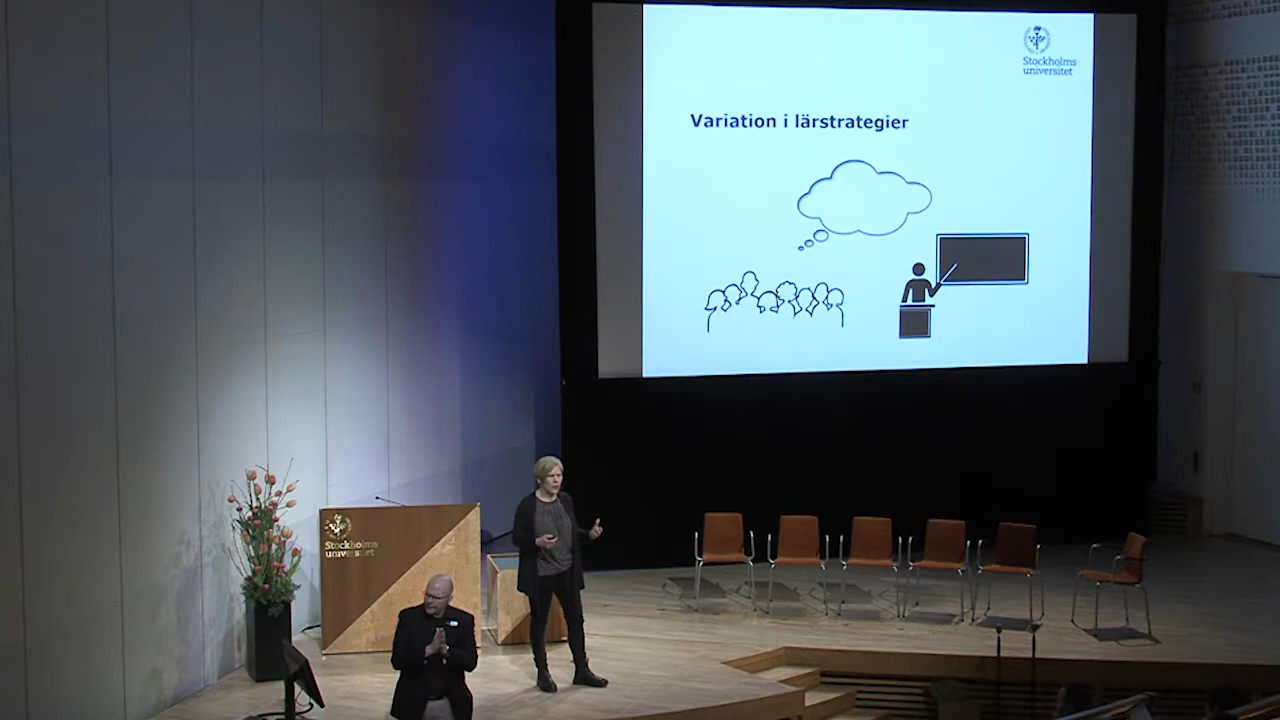 Stockholms
universitet
Variation i lärstrategier
Stockholms
universitet